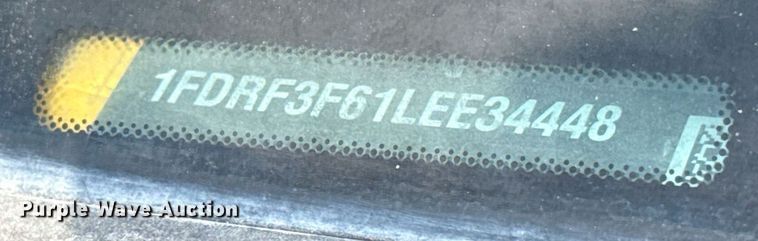 1FDRF3F61LEE34448
Purple Wave Auction